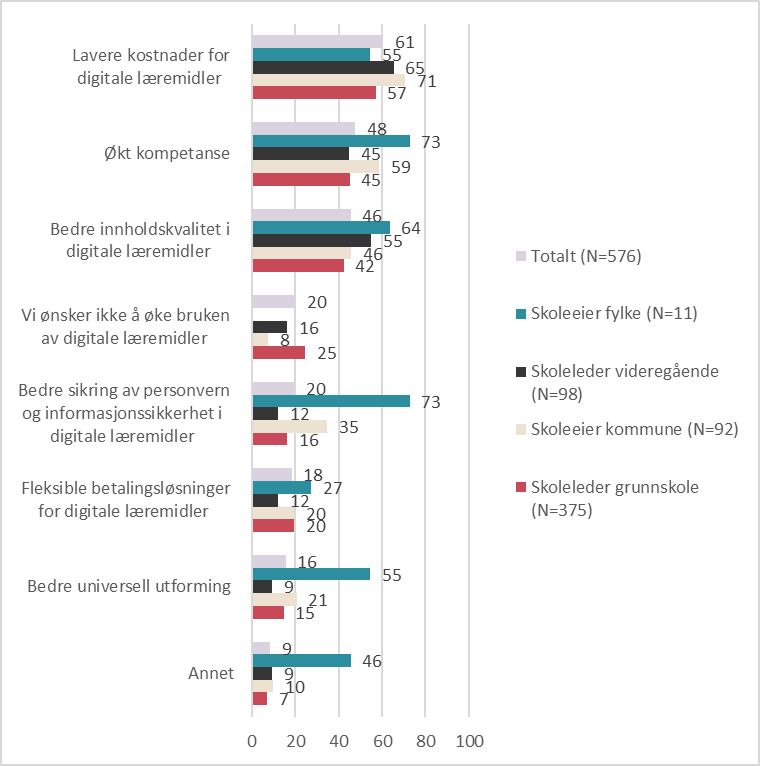 Lavere kostnader for
digitale læremidler
61
55
65
71
57
Økt kompetanse
48
73
45
59
45
Bedre innholdskvalitet i
digitale læremidler
46
64
55
46
42
Vi ønsker ikke å øke bruken
av digitale læremidler
20
16
8
25
Bedre sikring av personvern
og informasjonssikkerhet i
digitale læremidler
20
73
12
35
16
Fleksible betalingsløsninger
for digitale læremidler
18
27
12
20
20
Bedre universell utforming
16
55
9
21
15
Annet
9
46
9
10
7
0 20 40 60 80 100
Totalt (N=576)
Skoleeier fylke (N=11)
Skoleleder videregående
(N=98)
Skoleeier kommune (N=92)
Skoleleder grunnskole
(N=375)